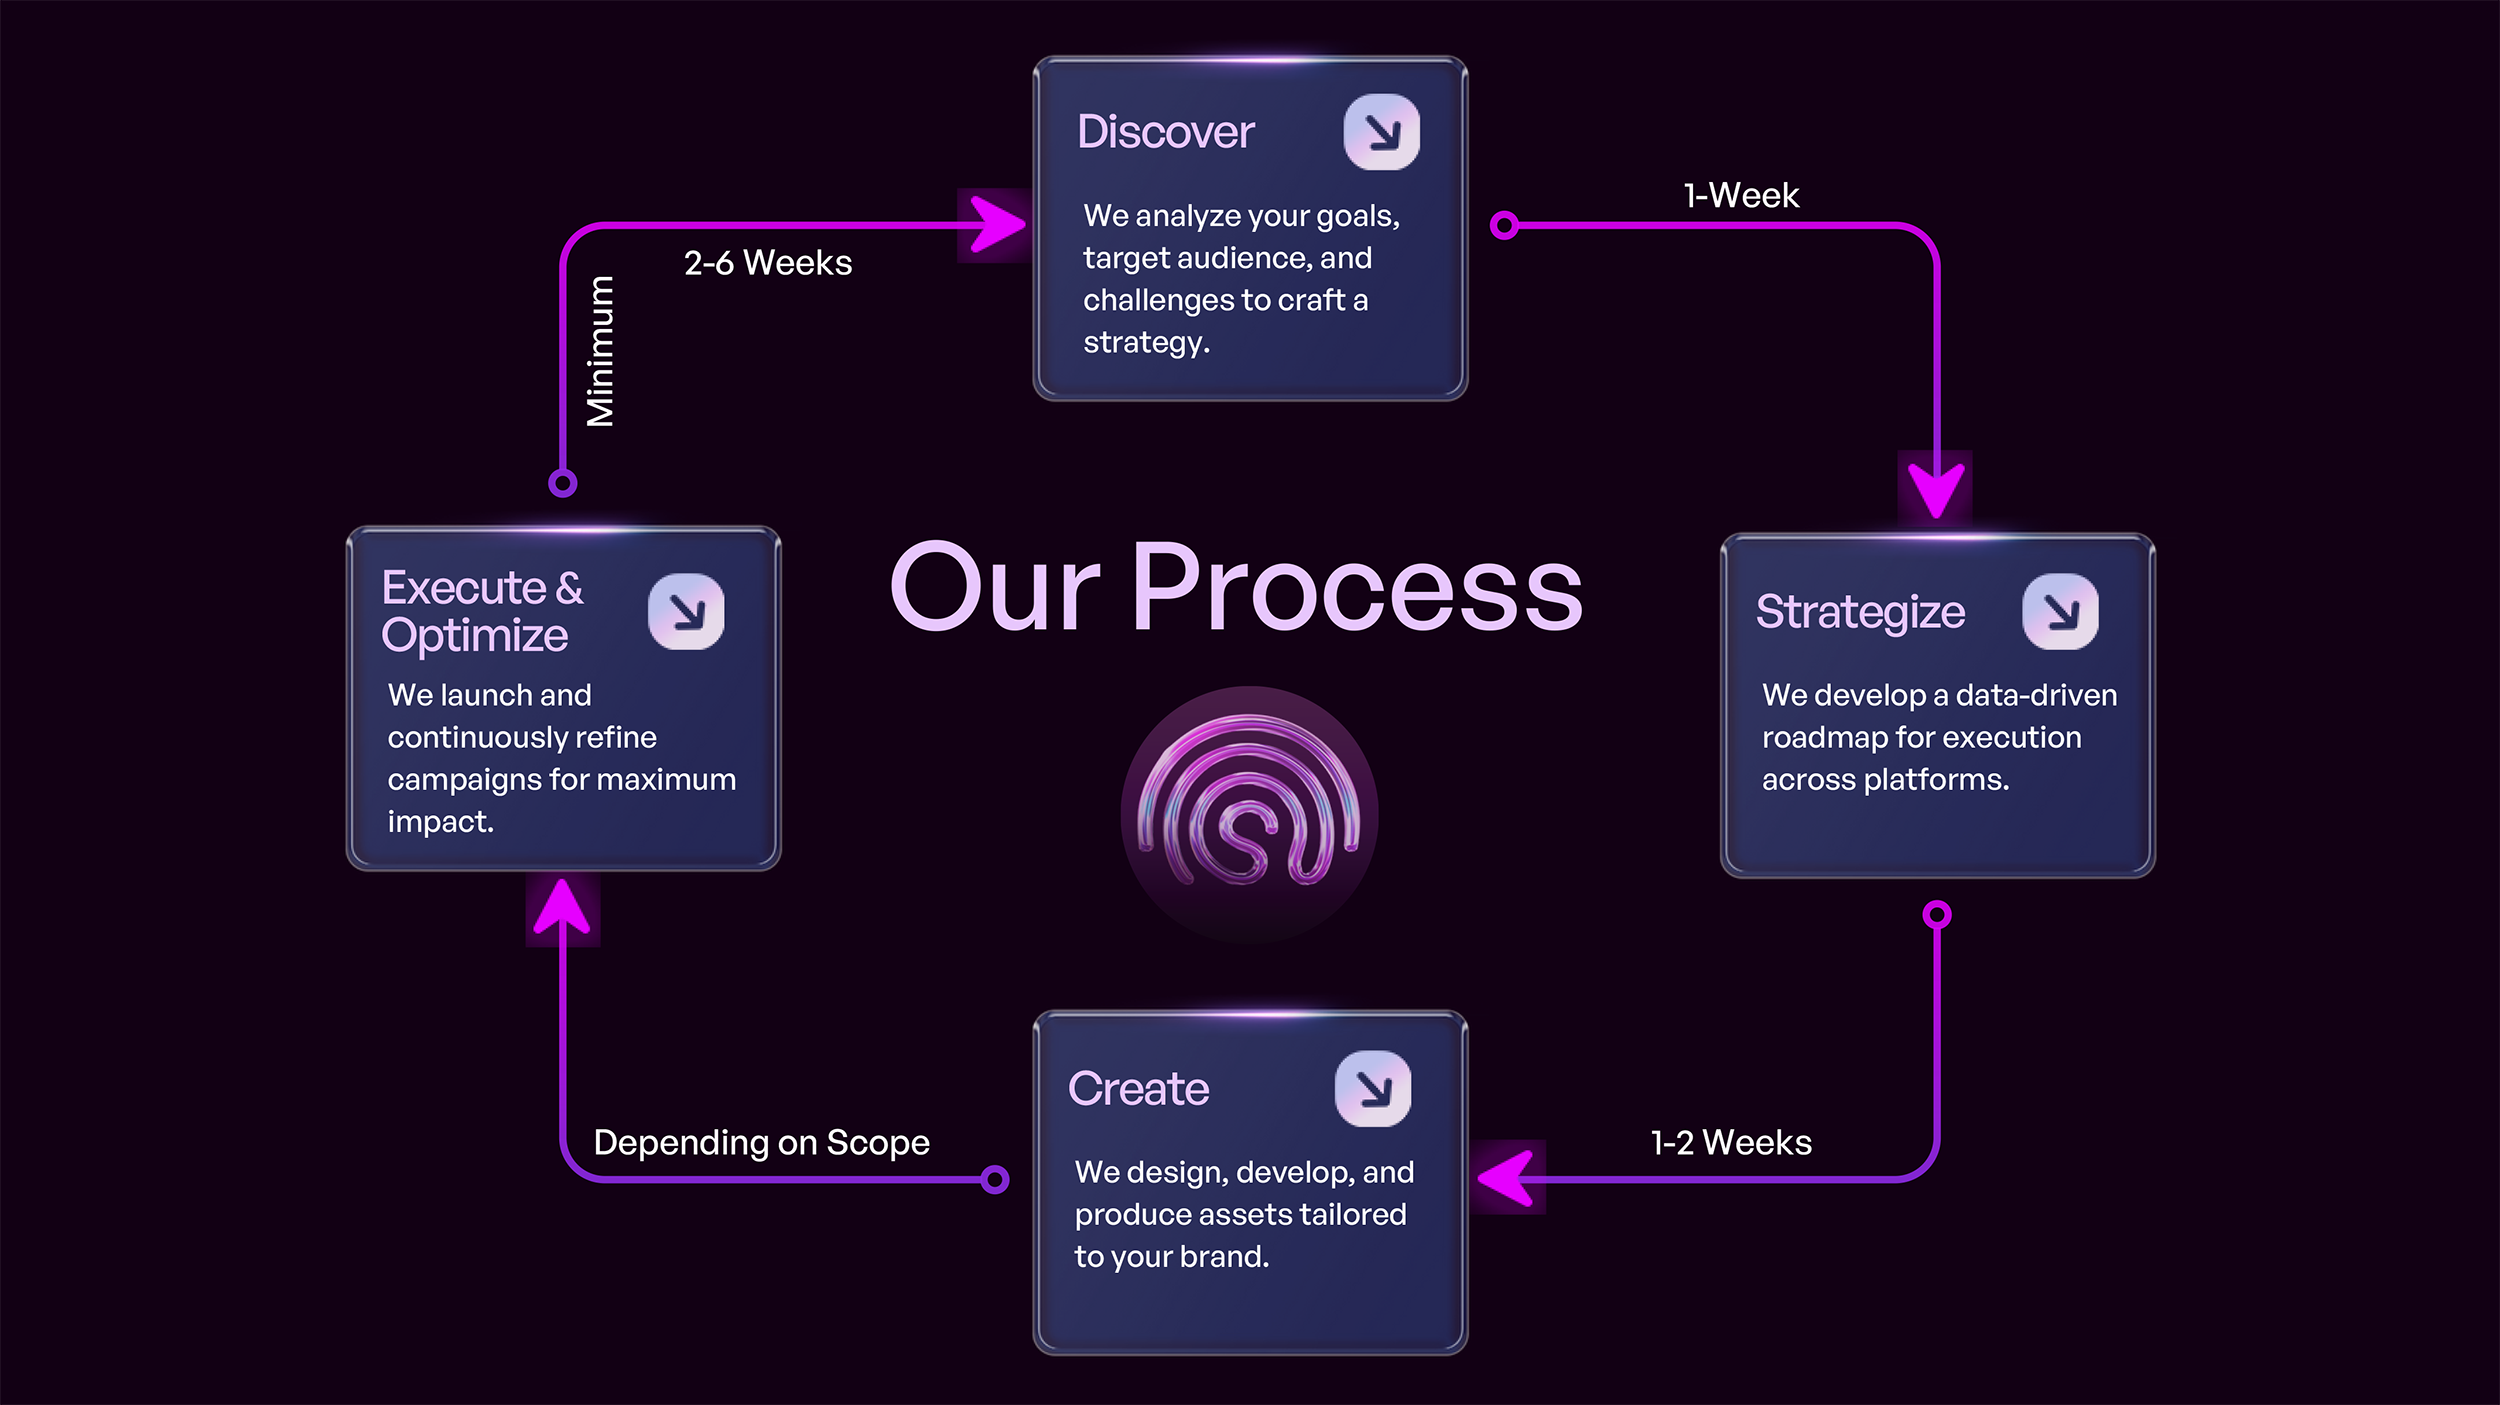 Discover
We analyze your goals,
target audience, and
challenges to craft a
strategy.
1-Week
Strategize
We develop a data-driven
roadmap for execution
across platforms.
1-2 Weeks
Create
We design, develop, and
produce assets tailored
to your brand.
Depending on Scope
Execute &
Optimize
We launch and
continuously refine
campaigns for maximum
impact.
Minimum
2-6 Weeks
Our Process